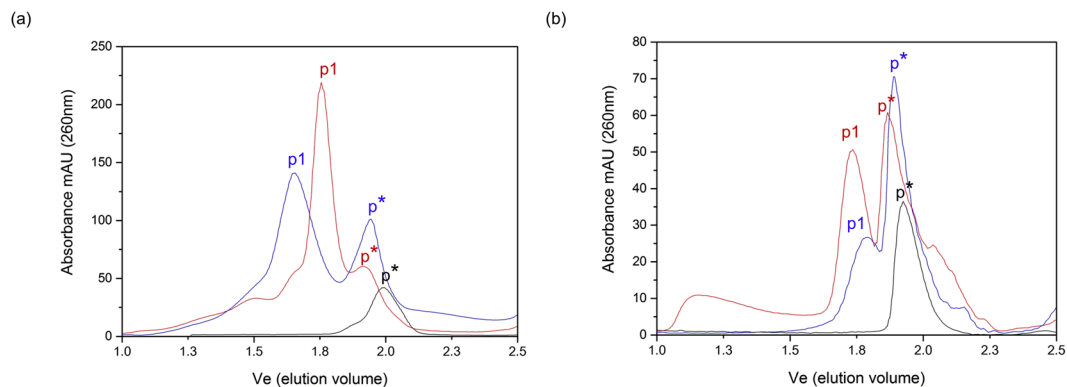 (a)
(b)
250
200
150
100
50
0
Absorbance mAU (260nm)
p1
p1
p*
p*
p*
1.0
1.3
1.5
1.8
2.0
2.3
2.5
Ve (elution volume)
80
70
60
50
40
30
20
10
0
Absorbance mAU (260nm)
p*
p*
p1
p*
p1
1.0
1.3
1.5
1.8
2.0
2.3
2.5
Ve (elution volume)